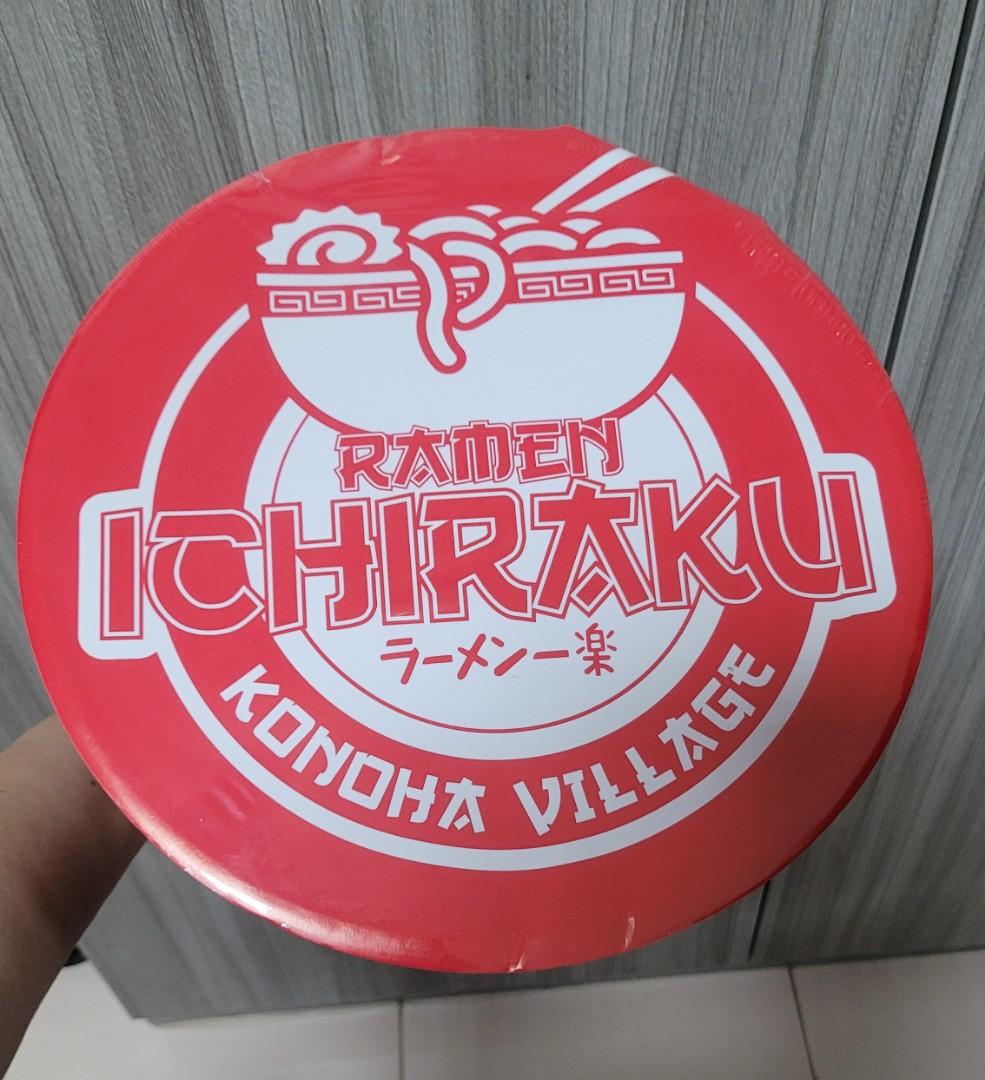 RAMEN
ICHIRAKU
ラーメン一楽
KONOHA VILLAGE